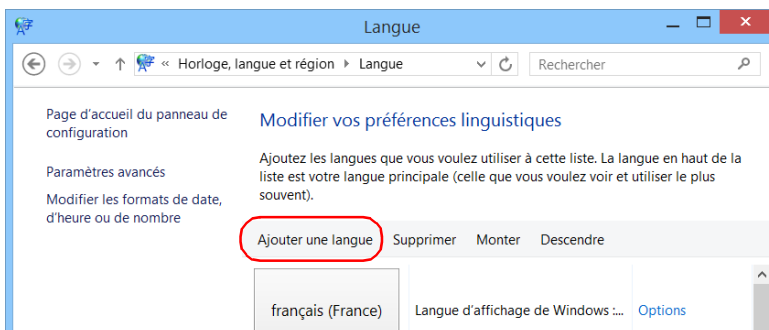 Langue
« Horloge, langue et région Langue
Rechercher
Page d'accueil du panneau de
configuration
Paramètres avancés
Modifier les formats de date,
d'heure ou de nombre
Modifier vos préférences linguistiques
Ajoutez les langues que vous voulez utiliser à cette liste. La langue en haut de la
liste est votre langue principale (celle que vous voulez voir et utiliser le plus
souvent).
Ajouter une langue Supprimer Monter Descendre
français (France) Langue d'affichage de Windows :... Options